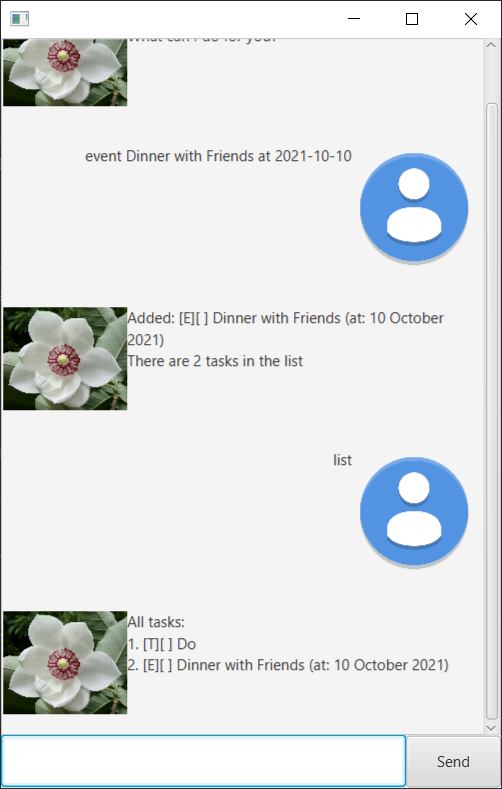 What can I do for you?
event Dinner with Friends at 2021-10-10
Added: [E][ ] Dinner with Friends (at: 10 October
2021)
There are 2 tasks in the list
list
All tasks:
1. [T][ ] Do
2. [E][ ] Dinner with Friends (at: 10 October 2021)
Send